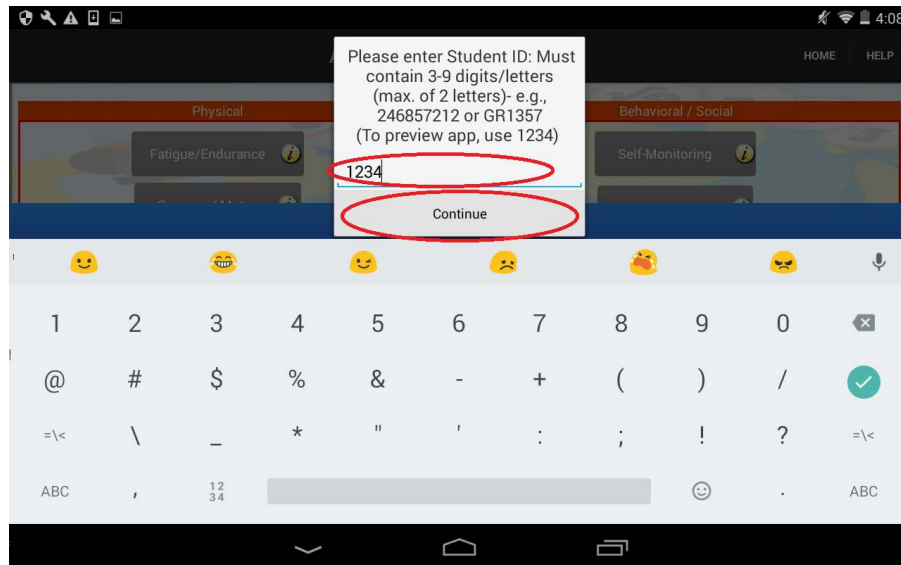 4:08
HOME HELP
Please enter Student ID: Must
contain 3-9 digits/letters
(max. of 2 letters)- e.g.,
246857212 or GR1357
(To preview app, use 1234)
1234
Continue
Physical
Behavioral / Social
Fatigue/Endurance
Self-Monitoring
1 2 3 4 5 6 7 8 9 0
@ # $ % & - + ( ) /
=\< \ _ * " ' : ; ! ? =\<
ABC , 12 . ABC
34